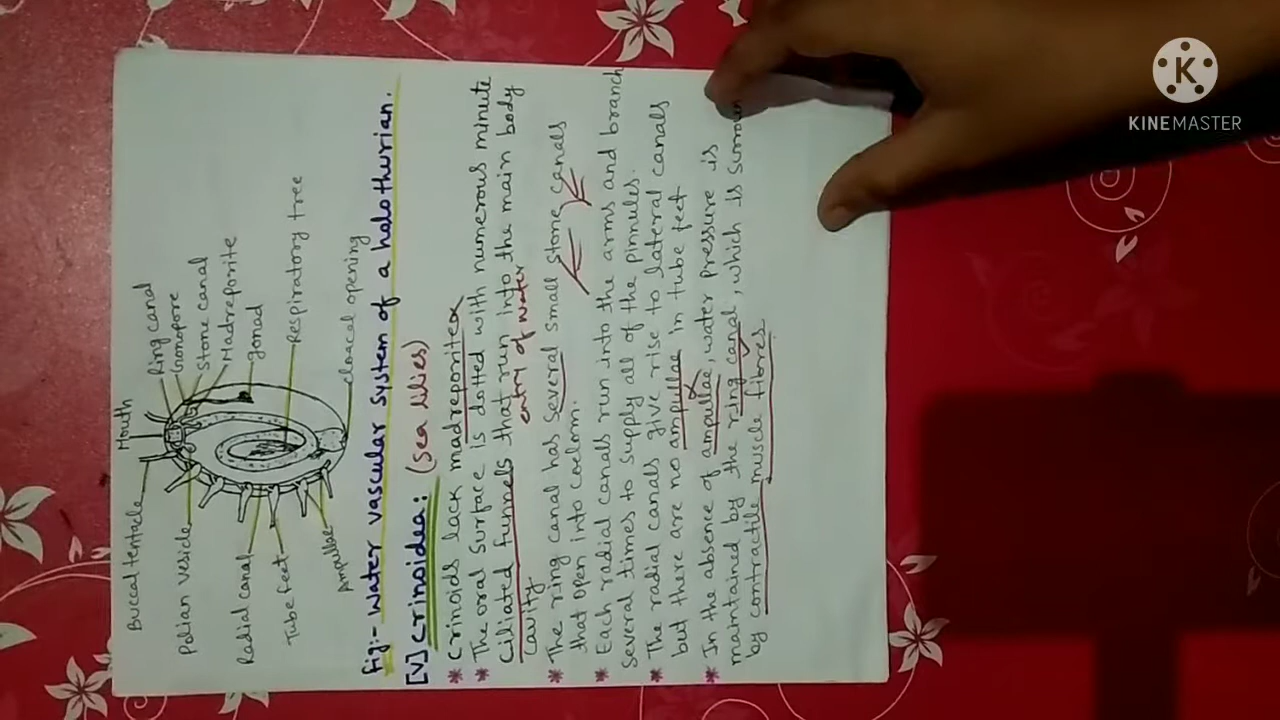 Mouth
Buccal tentacle
Polian vesicle
Radial canal
Tube feet
Ampullae
Ring canal
Gonopore
Stone canal
Madreporite
gonad
Respiratory tree
cloacal opening
fig:- Water vascular system of a holothurian.
[V] Crinoidea: (sea lilies)
* Crinoids lack madreporites
* The oral surface is dotted with numerous minute
ciliated funnels that run into the main body
cavity entry of water
* The ring canal has several small stone canals
that open into coelom.
* Each radial canals run into the arms and branch
several times to supply all of the pinnules.
* The radial canals give rise to lateral canals
but there are no ampullae in tube feet
* In the absence of ampullae, water pressure is
maintained by the ring canal, which is
by contractile muscle fibres
K
KINEMASTER